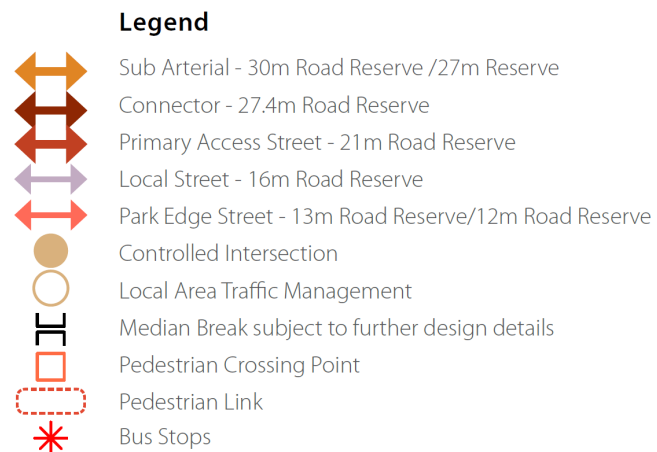 Legend
Sub Arterial - 30m Road Reserve /27m Reserve
Connector - 27.4m Road Reserve
Primary Access Street - 21m Road Reserve
Local Street - 16m Road Reserve
Park Edge Street - 13m Road Reserve/12m Road Reserve
Controlled Intersection
Local Area Traffic Management
Median Break subject to further design details
Pedestrian Crossing Point
Pedestrian Link
Bus Stops